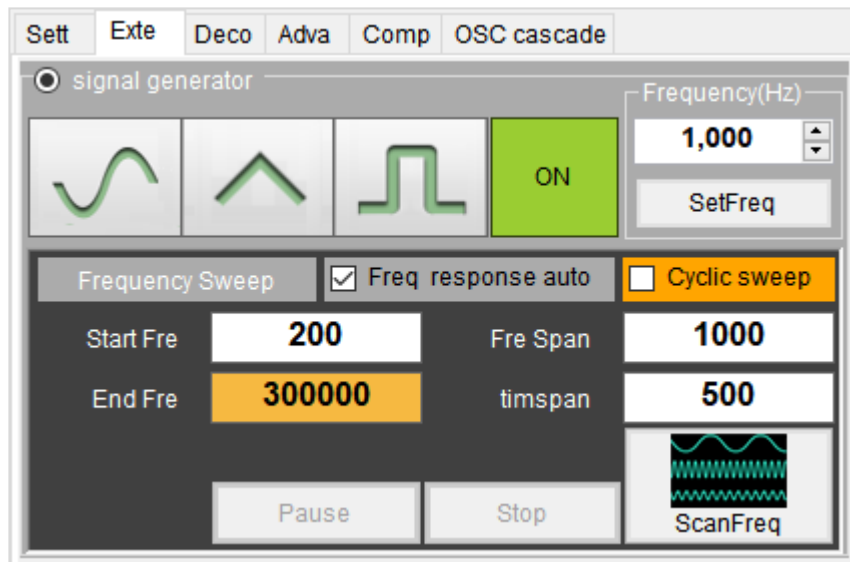 Sett Exte Deco Adva Comp OSC cascade
signal generator
Frequency(Hz)
1,000
ON
SetFreq
Frequency Sweep Freq response auto Cyclic sweep
Start Fre 200 Fre Span 1000
End Fre 300000 timspan 500
Pause Stop ScanFreq